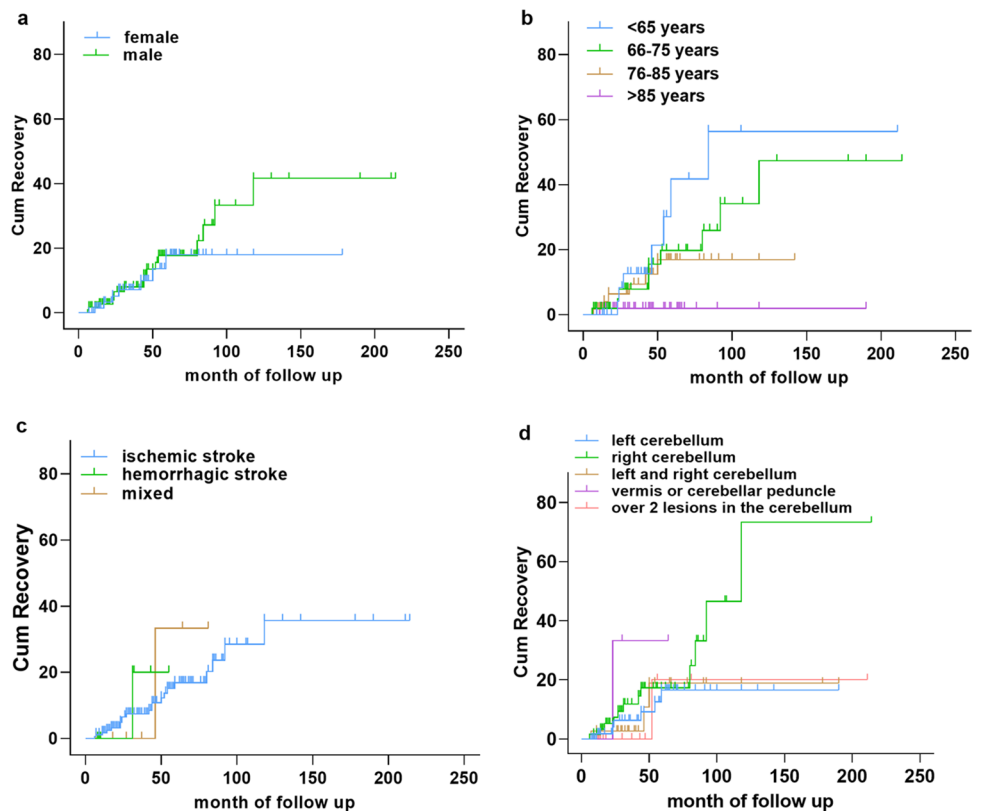 a
female
male
80
60
40
20
0
Cum Recovery
0 50 100 150 200 250
month of follow up
b
<65 years
66-75 years
76-85 years
>85 years
80
60
40
20
0
Cum Recovery
0 50 100 150 200 250
month of follow up
c
ischemic stroke
hemorrhagic stroke
mixed
80
60
40
20
0
Cum Recovery
0 50 100 150 200 250
month of follow up
d
left cerebellum
right cerebellum
left and right cerebellum
vermis or cerebellar peduncle
over 2 lesions in the cerebellum
80
60
40
20
0
Cum Recovery
0 50 100 150 200 250
month of follow up